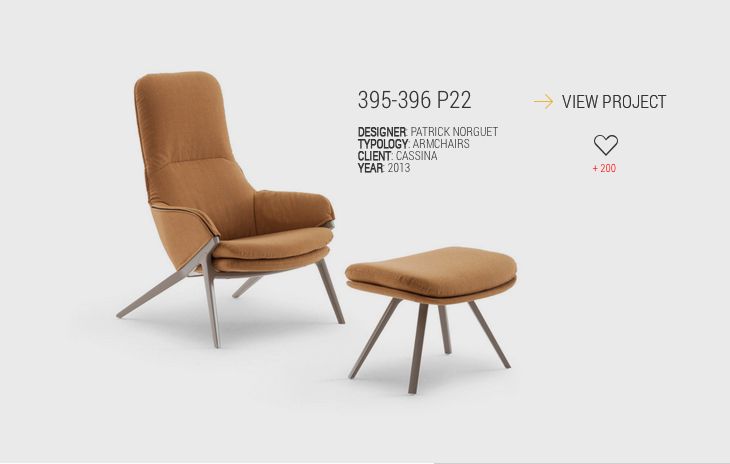 395-396 P22
DESIGNER: PATRICK NORGUET
TYPOLOGY: ARMCHAIRS
CLIENT: CASSINA
YEAR: 2013
VIEW PROJECT
+ 200